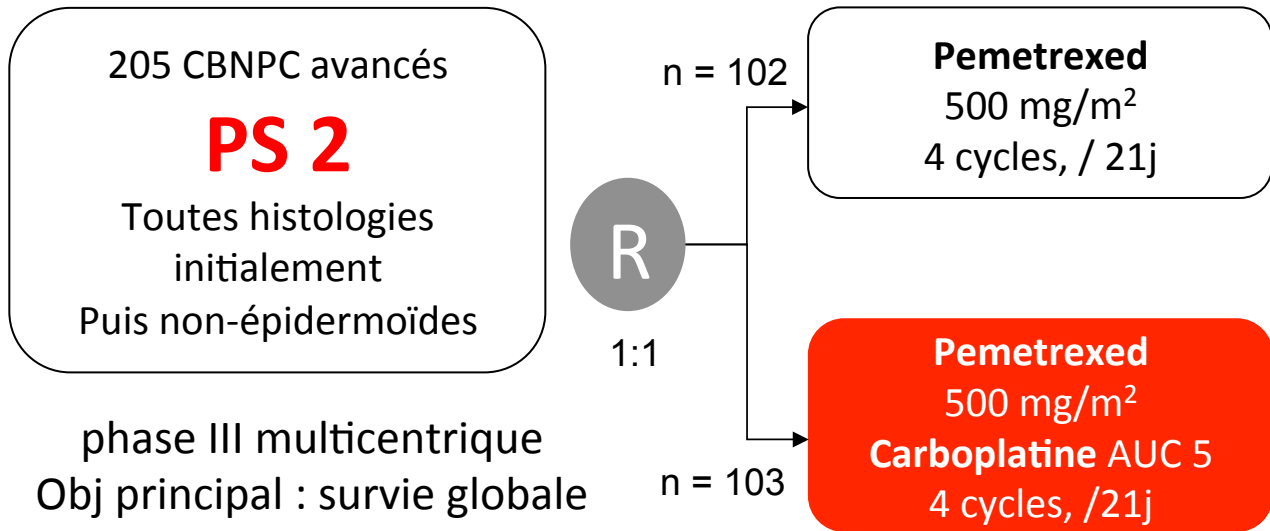 205 CBNPC avancés
PS 2
Toutes histologies
initialement
Puis non-épidermoïdes
phase III multicentrique
Obj principal : survie globale
R
1:1
n = 102
Pemetrexed
500 mg/m²
4 cycles, / 21j
n = 103
Pemetrexed
500 mg/m²
Carboplatine AUC 5
4 cycles, /21j